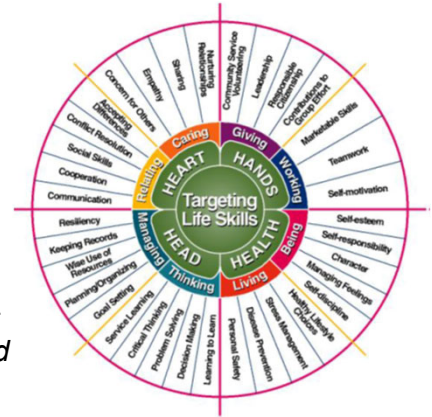 Nurturing
Relationships
Sharing
Empathy
Concern for Others
Accepting
Differences
Conflict Resolution
Social Skills
Cooperation
Communication
Community Service
Volunteering
Leadership
Responsible
Citizenship
Contributions to
Group Effort
Marketable Skills
Teamwork
Self-motivation
Caring
Relating
Giving
Working
HEART
HANDS
Targeting
Life Skills
HEAD
HEALTH
Managing
Thinking
Being
Living
Resiliency
Keeping Records
Wise Use of
Resources
Planning/Organizing
Goal Setting
Service Learning
Critical Thinking
Problem Solving
Decision Making
Learning to Learn
Self-esteem
Self-responsibility
Character
Managing Feelings
Self-discipline
Healthy Lifestyle
Choices
Stress Management
Disease Prevention
Personal Safety